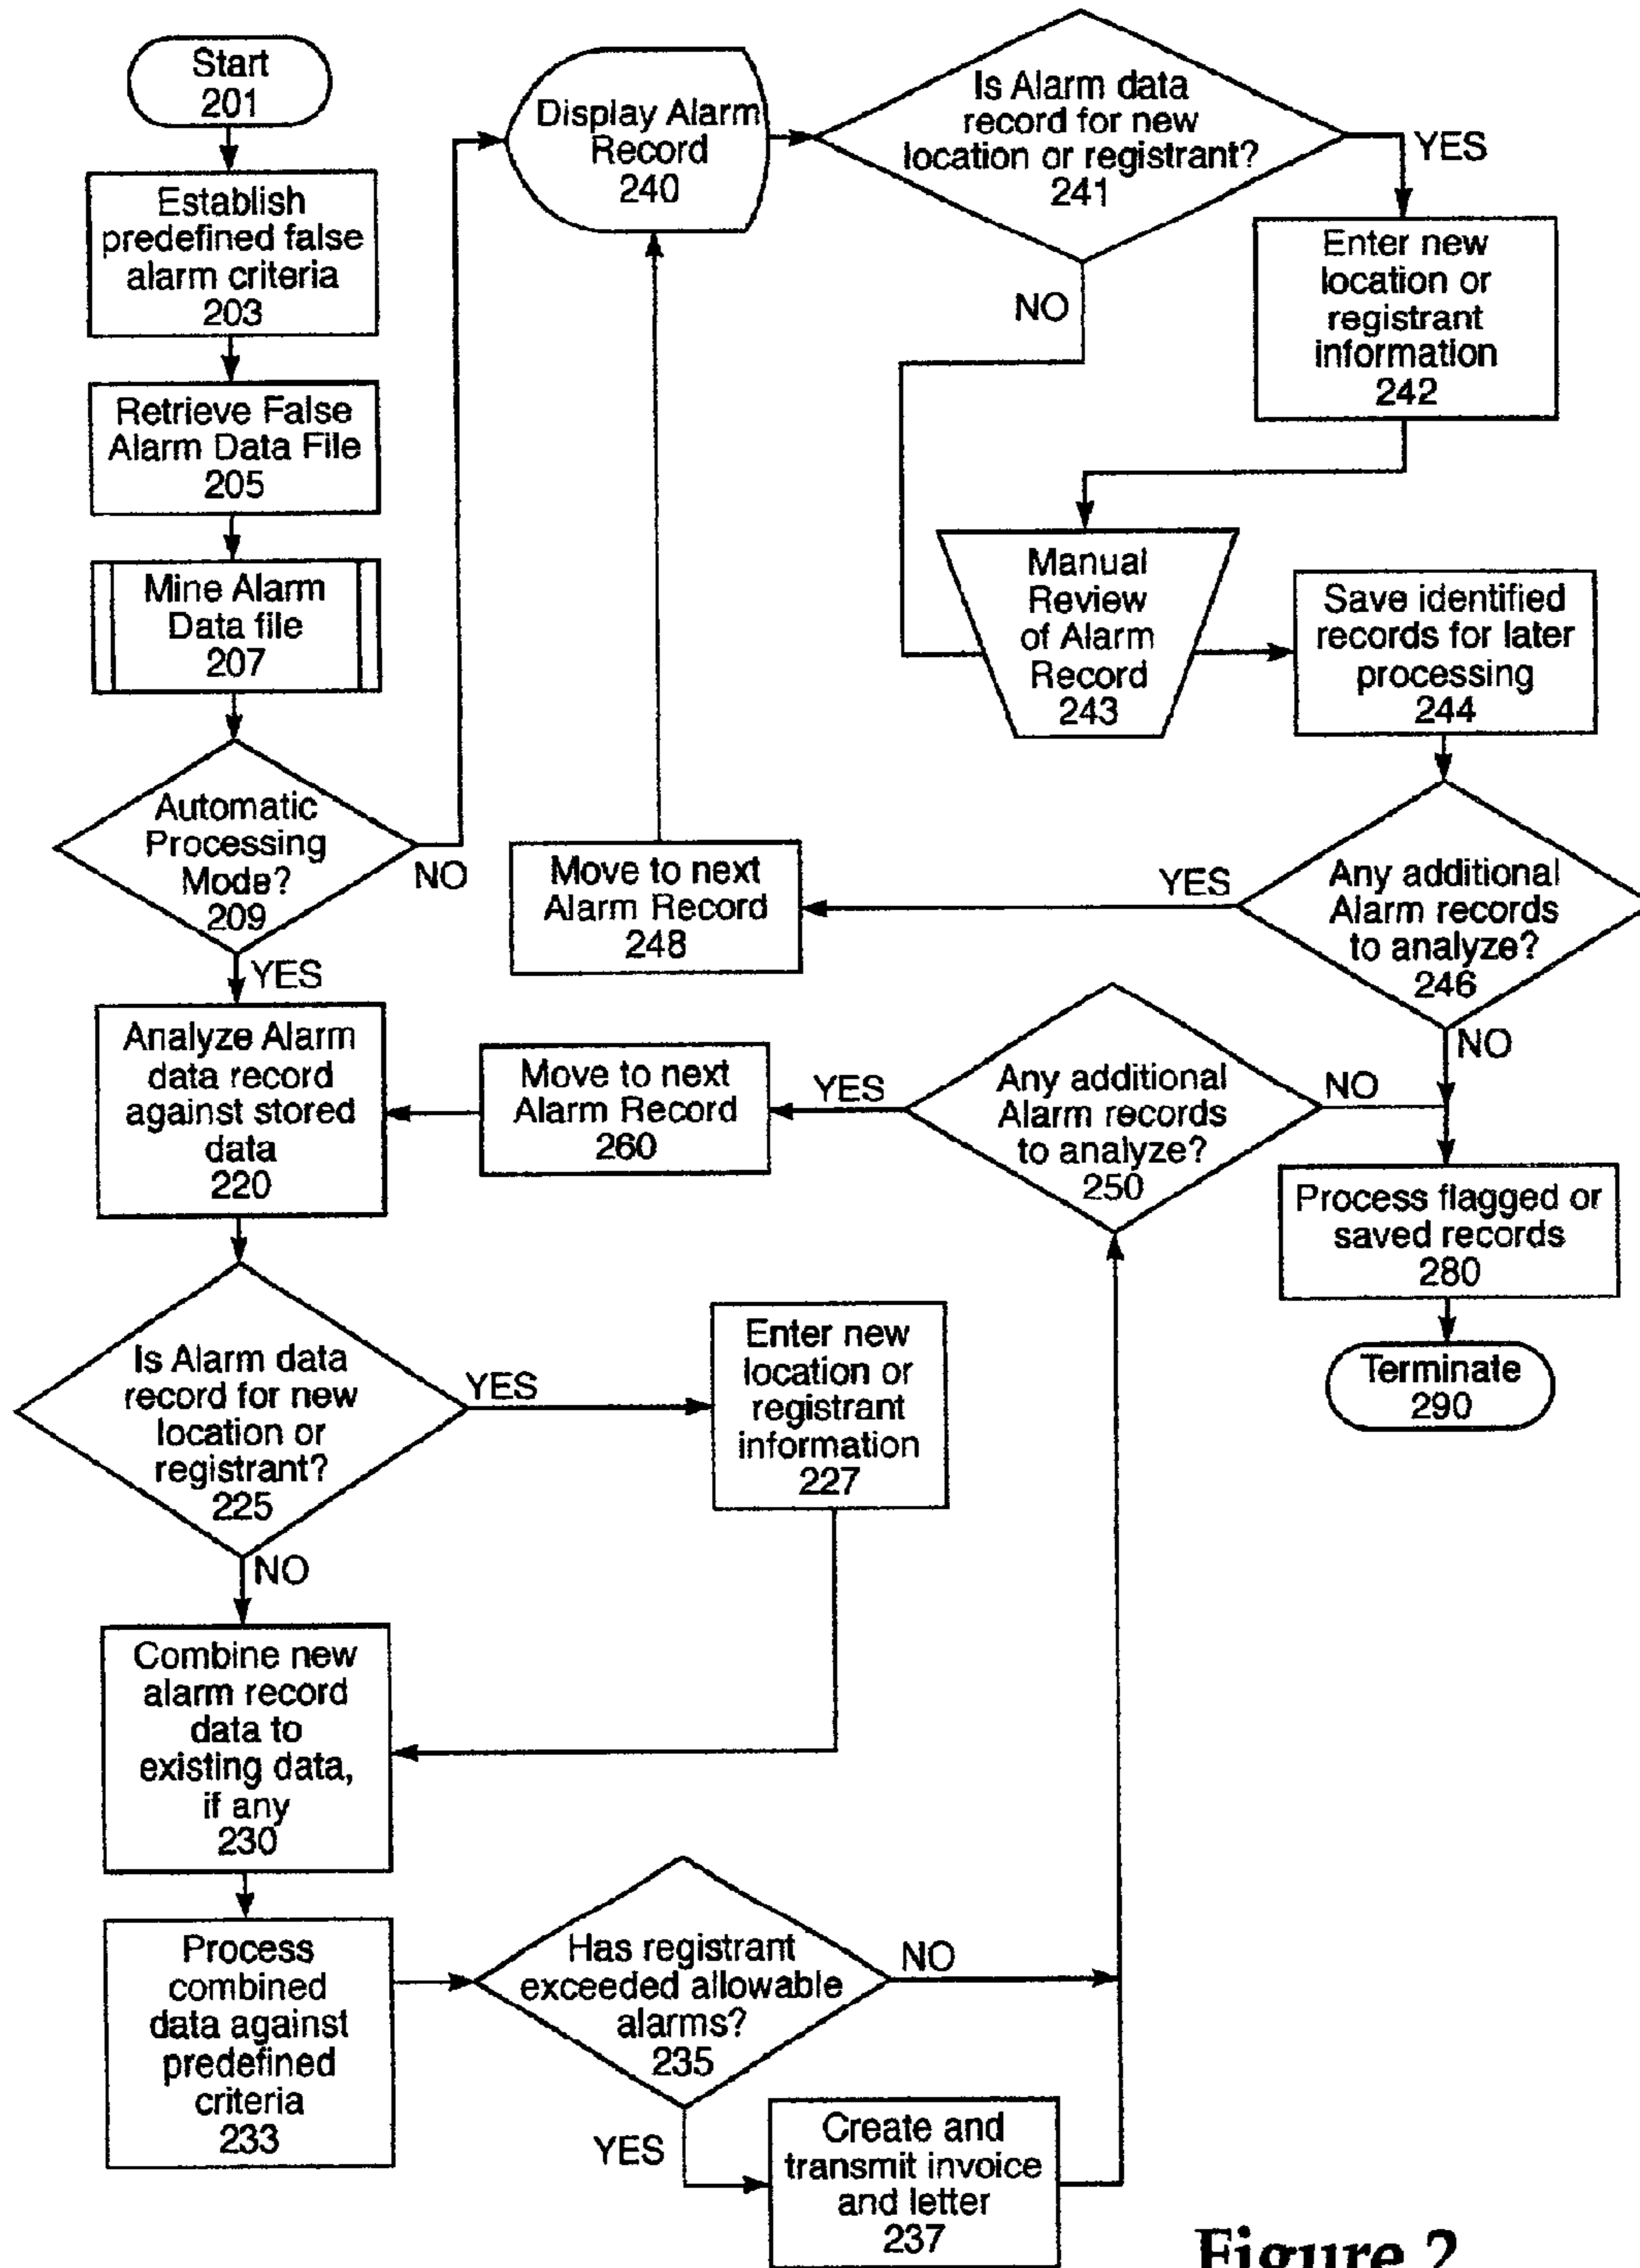 Start
201
Establish
predefined false
alarm criteria
203
Retrieve False
Alarm Data File
205
Mine Alarm
Data file
207
Automatic
Processing
Mode?
209
NO
YES
Display Alarm
Record
240
Is Alarm data
record for new
location or registrant?
241
YES
NO
Enter new
location or
registrant
information
242
Manual
Review
of Alarm
Record
243
Save identified
records for later
processing
244
Any additional
Alarm records
to analyze?
246
YES
NO
Move to next
Alarm Record
248
Analyze Alarm
data record
against stored
data
220
Move to next
Alarm Record
260
YES
Any additional
Alarm records
to analyze?
250
NO
Process flagged or
saved records
280
Terminate
290
Is Alarm data
record for new
location or
registrant?
225
YES
NO
Enter new
location or
registrant
information
227
Combine new
alarm record
data to
existing data,
if any
230
Process
combined
data against
predefined
criteria
233
Has registrant
exceeded allowable
alarms?
235
NO
YES
Create and
transmit invoice
and letter
237
Figure 2